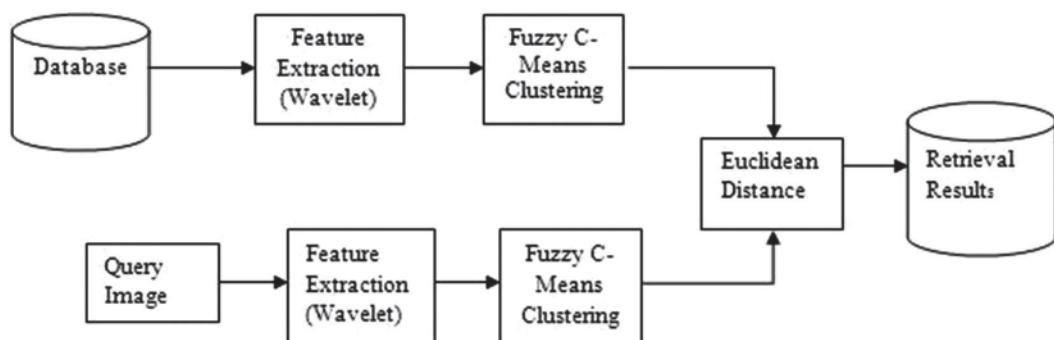 Database
Feature
Extraction
(Wavelet)
Fuzzy C-
Means
Clustering
Euclidean
Distance
Retrieval
Results
Query
Image
Feature
Extraction
(Wavelet)
Fuzzy C-
Means
Clustering